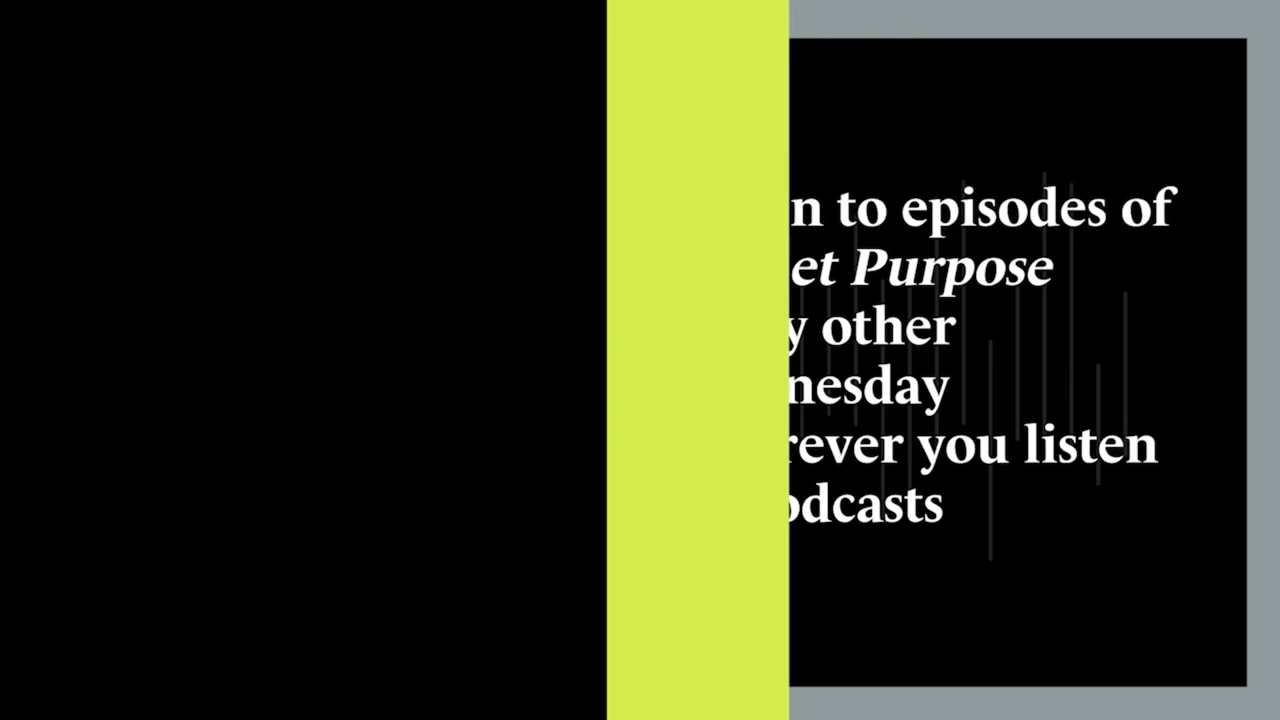 n to episodes of
et Purpose
y other
nesday
rever you listen
odcasts